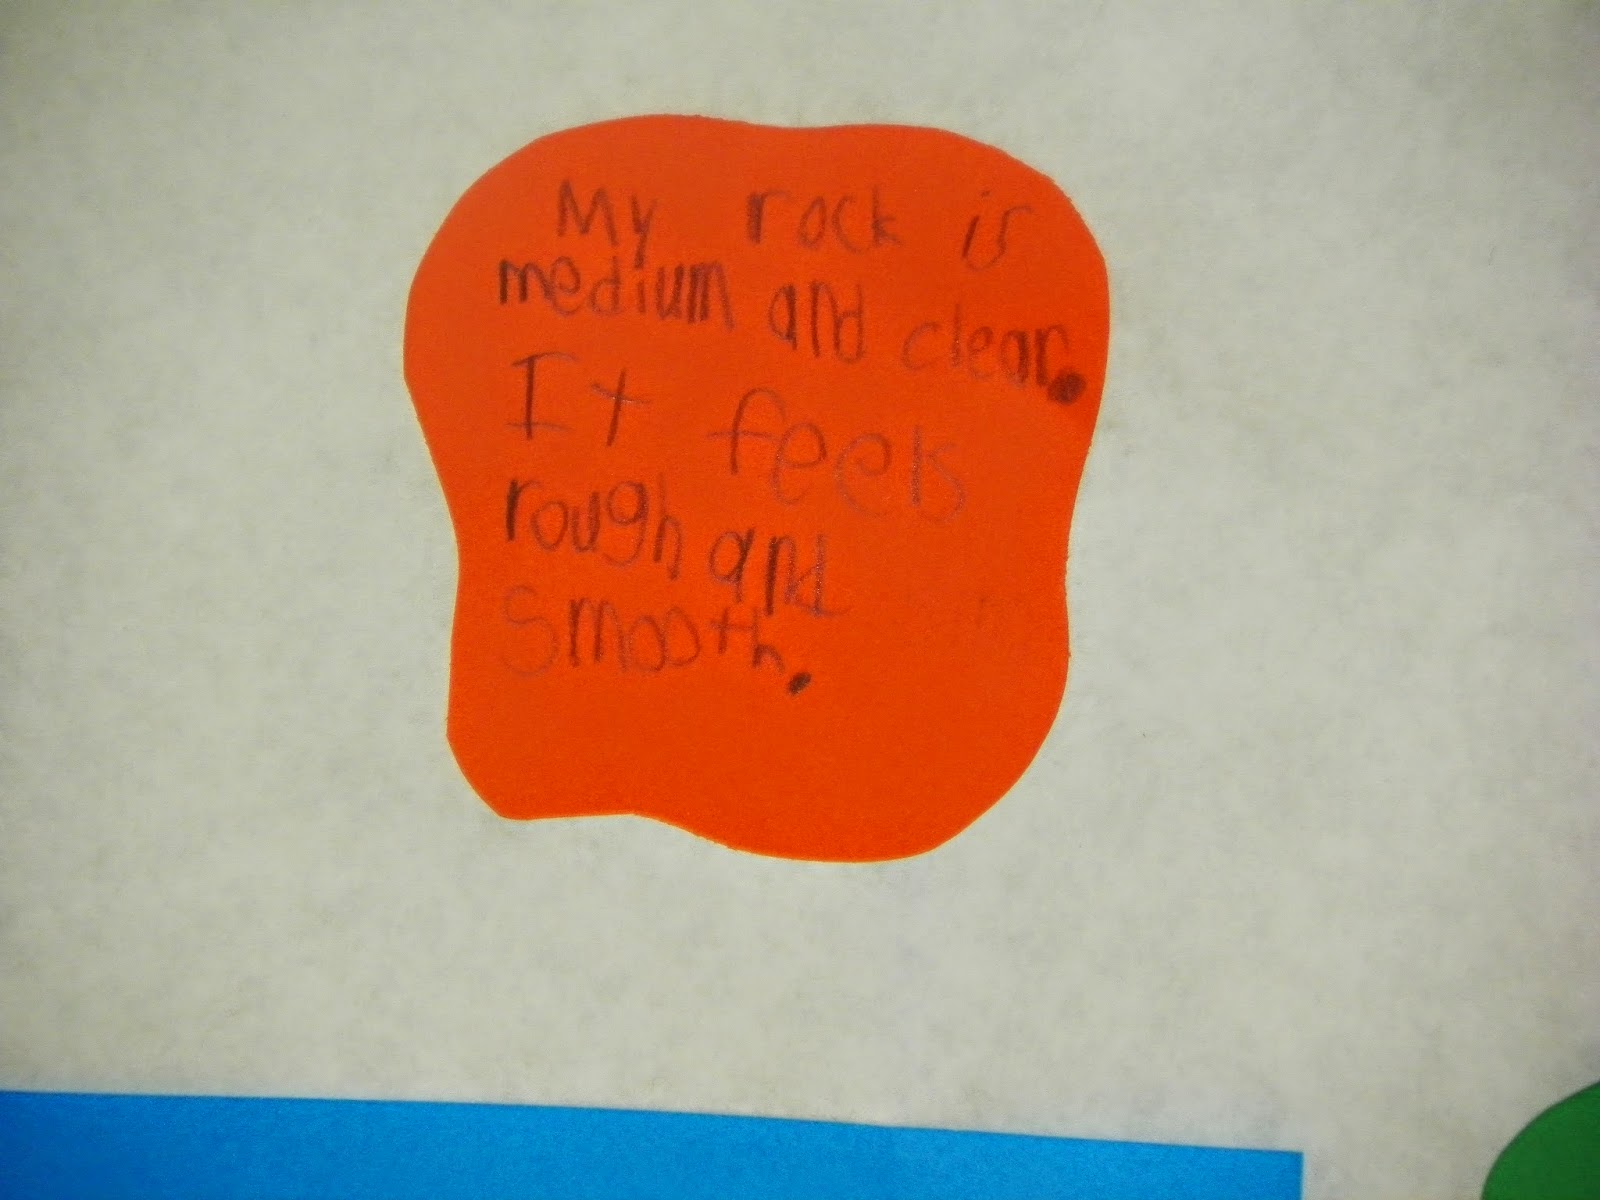 My rock is
medium and clear.
It feels
rough and
smooth.